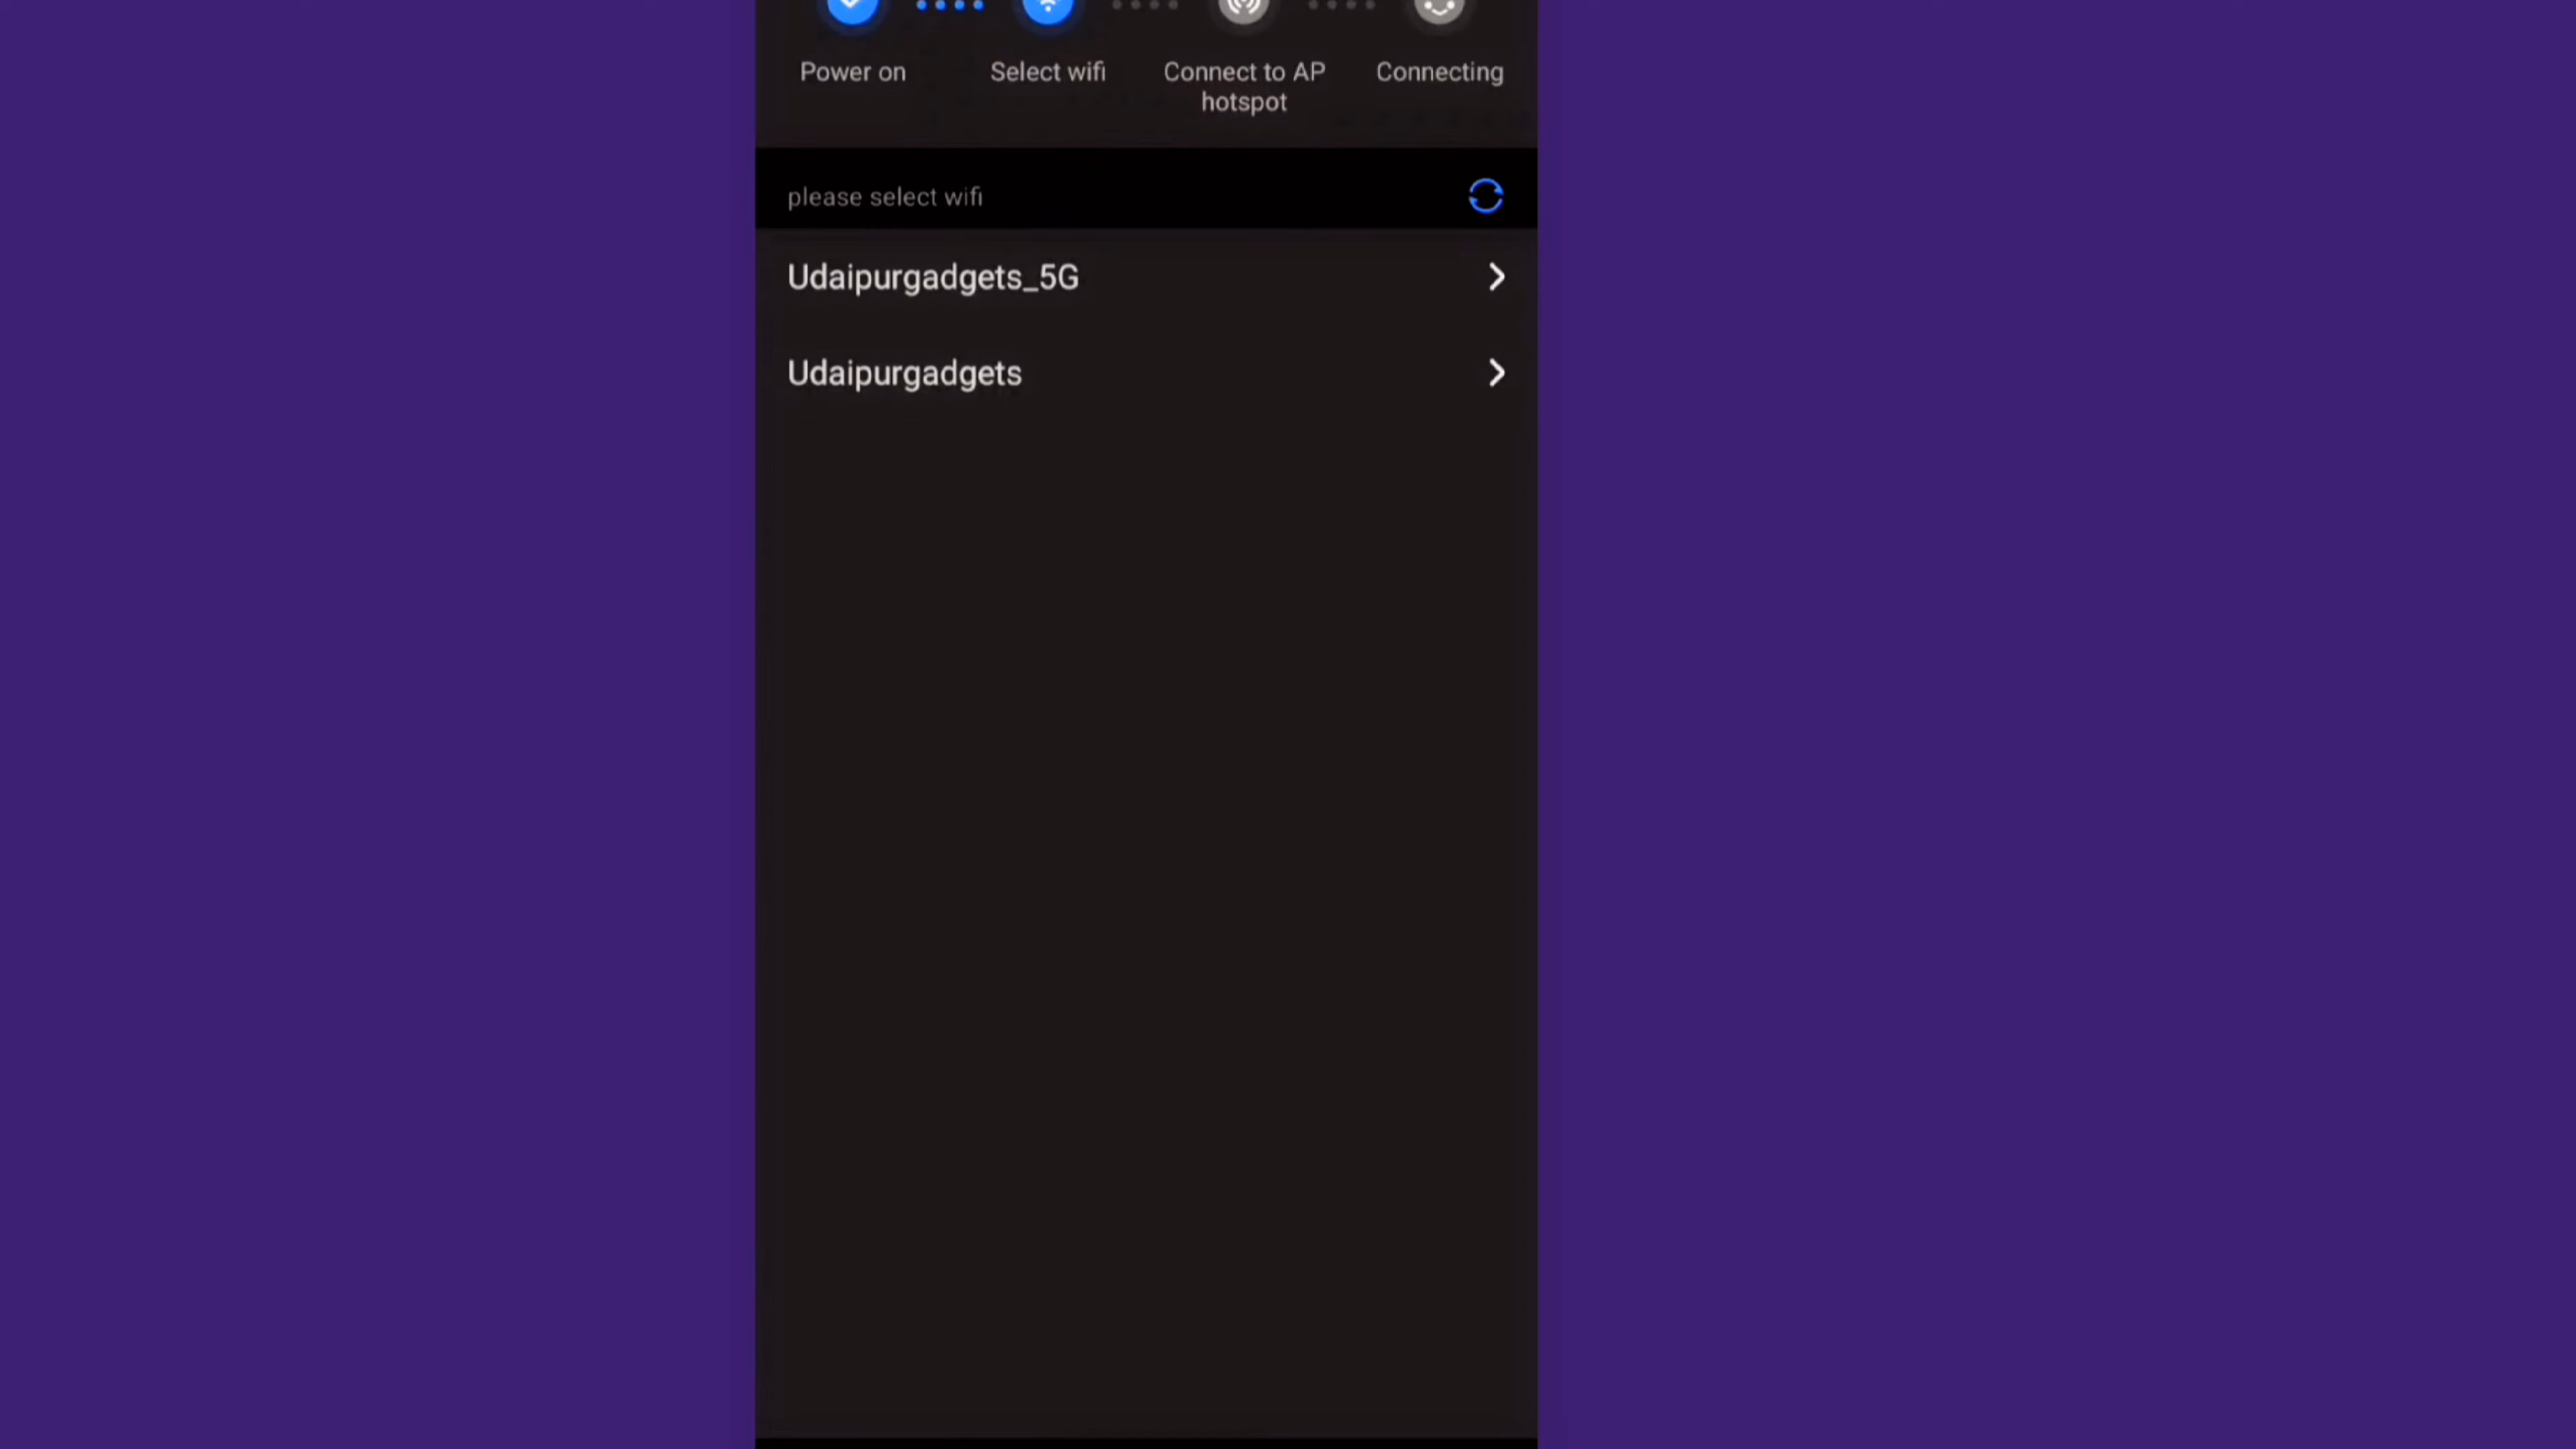 Power on
Select wifi
Connect to AP
hotspot
Connecting
please select wifi
Udaipurgadgets_5G
Udaipurgadgets